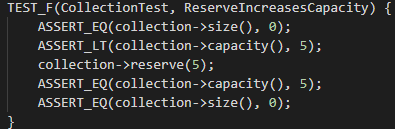 TEST_F(CollectionTest, ReserveIncreasesCapacity) {
    ASSERT_EQ(collection->size(), 0);
    ASSERT_LT(collection->capacity(), 5);
    collection->reserve(5);
    ASSERT_EQ(collection->capacity(), 5);
    ASSERT_EQ(collection->size(), 0);
}